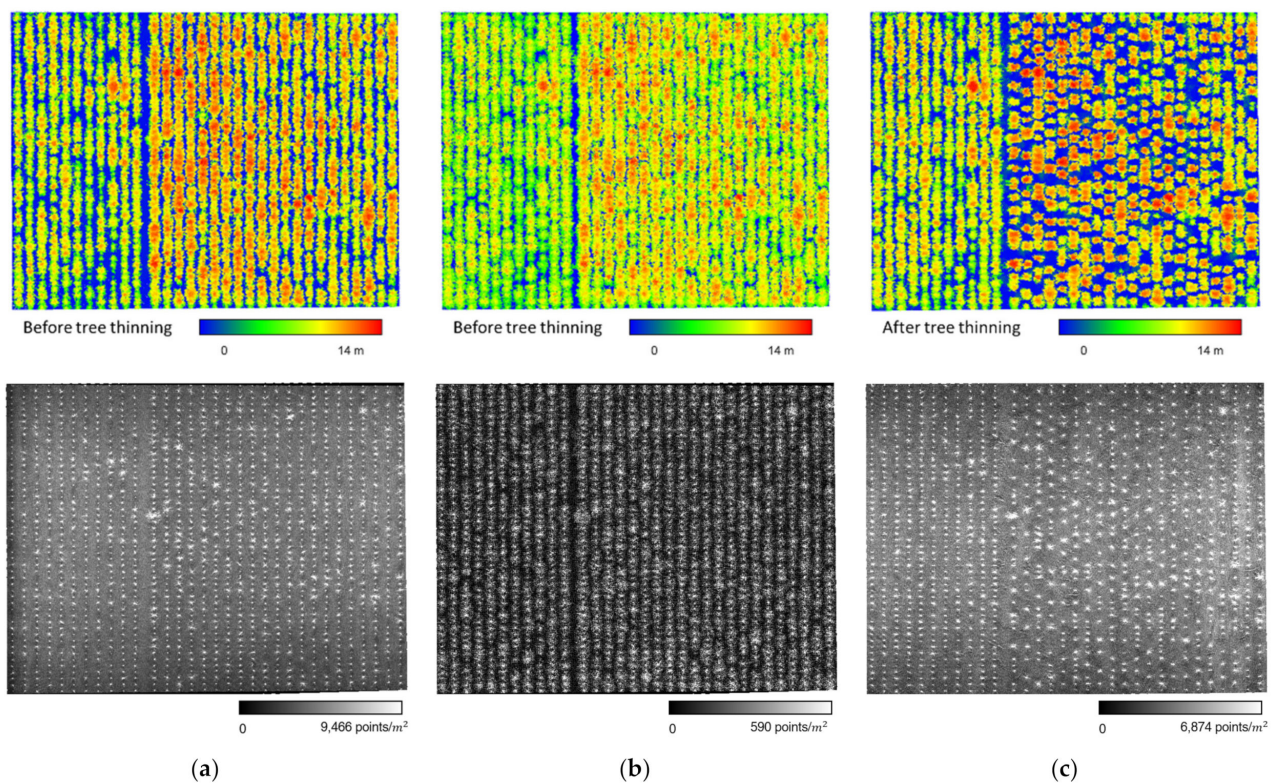 Before tree thinning
0 14 m
Before tree thinning
0 14 m
After tree thinning
0 14 m
0 9,466 points/m²
0 590 points/m²
0 6,874 points/m²
(a) (b) (c)